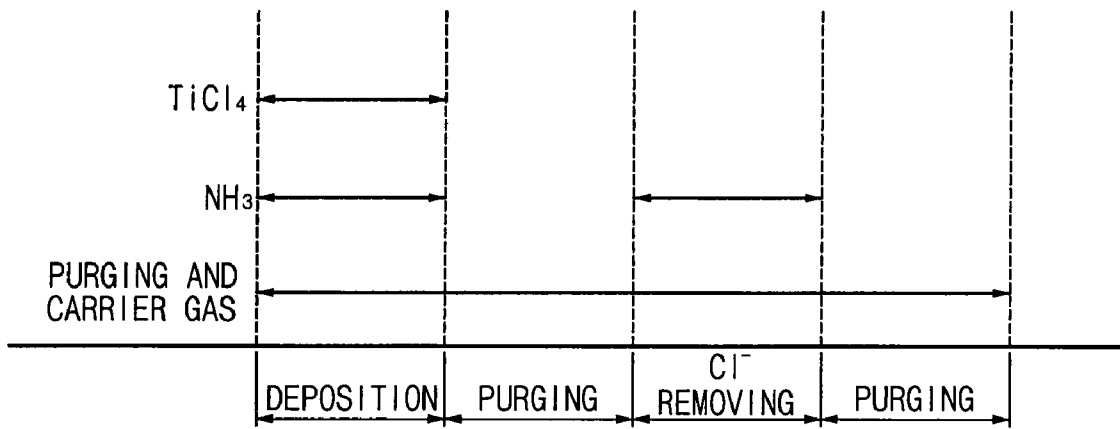 TiCl₄
NH₃
PURGING AND
CARRIER GAS
DEPOSITION
PURGING
Cl⁻
REMOVING
PURGING